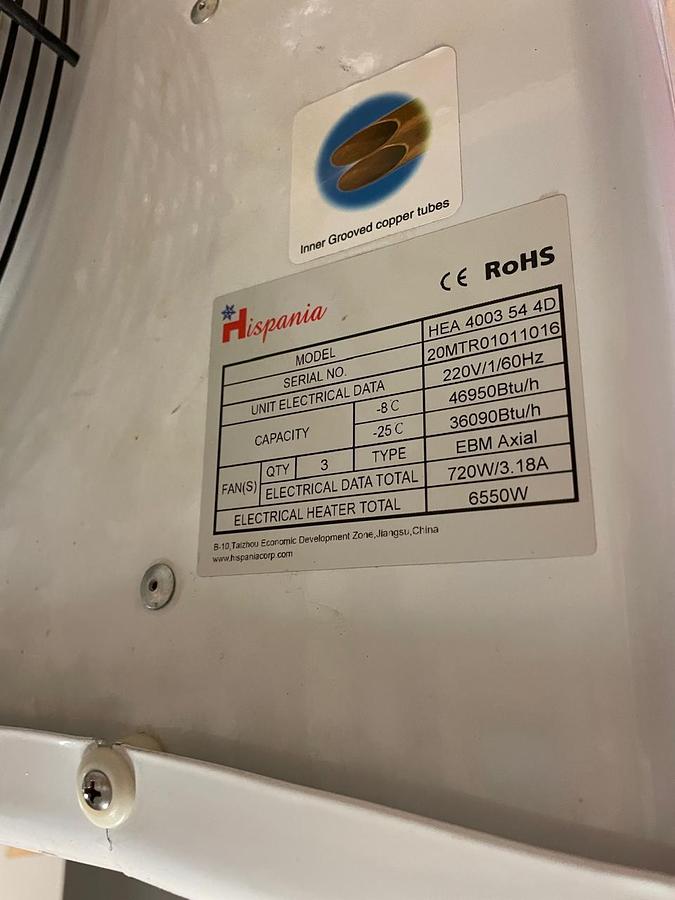 Inner Grooved copper tubes
CE RoHS
Hispania
MODEL HEA 4003 54 4D
SERIAL NO. 20MTR01011016
UNIT ELECTRICAL DATA 220V/1/60Hz
CAPACITY -8℃ 46950Btu/h
-25℃ 36090Btu/h
FAN(S) QTY 3 TYPE EBM Axial
ELECTRICAL DATA TOTAL 720W/3.18A
ELECTRICAL HEATER TOTAL 6550W
B-10,Taizhou Economic Development Zone,Jiangsu,China
www.hispaniacorp.com